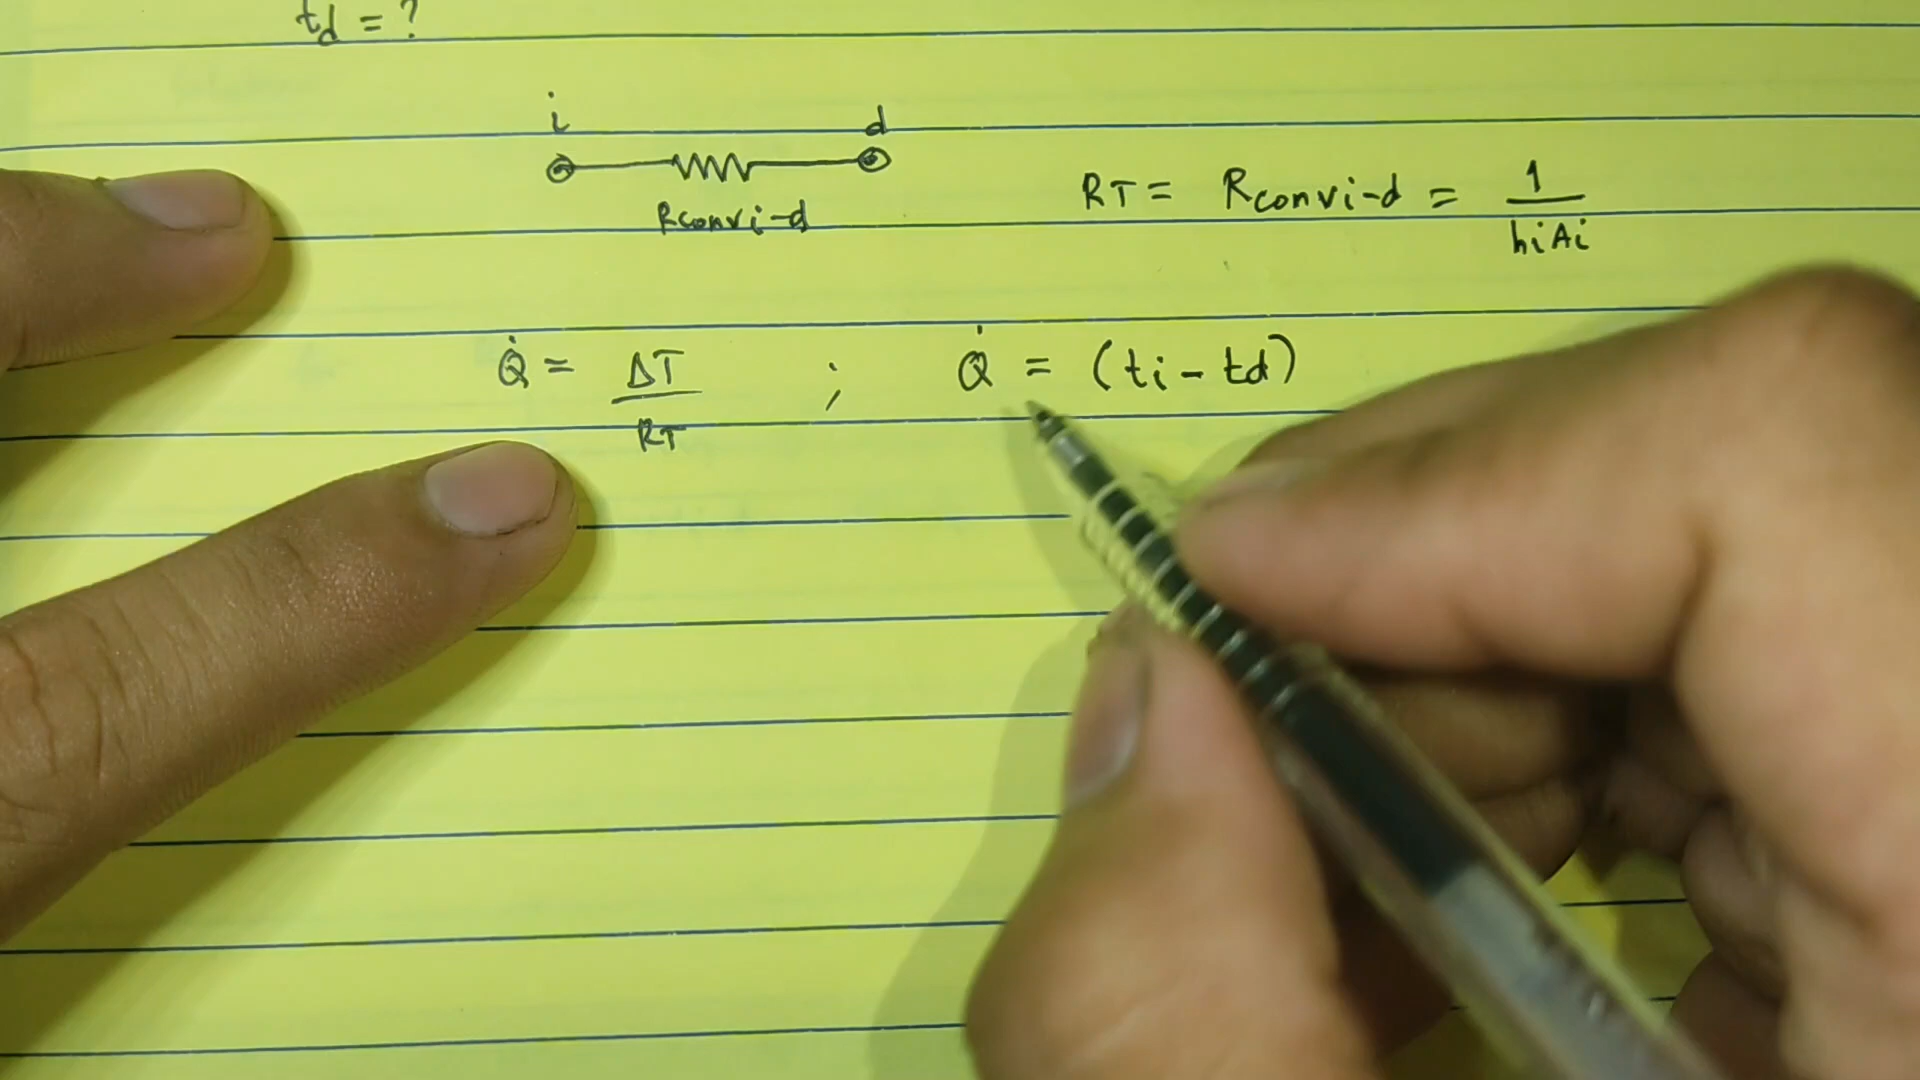 td = ?
i d
Rconvi-d
RT = Rconvi-d = 1
hiAi
Q̇ = ΔT ; Q̇ = (ti - td)
RT